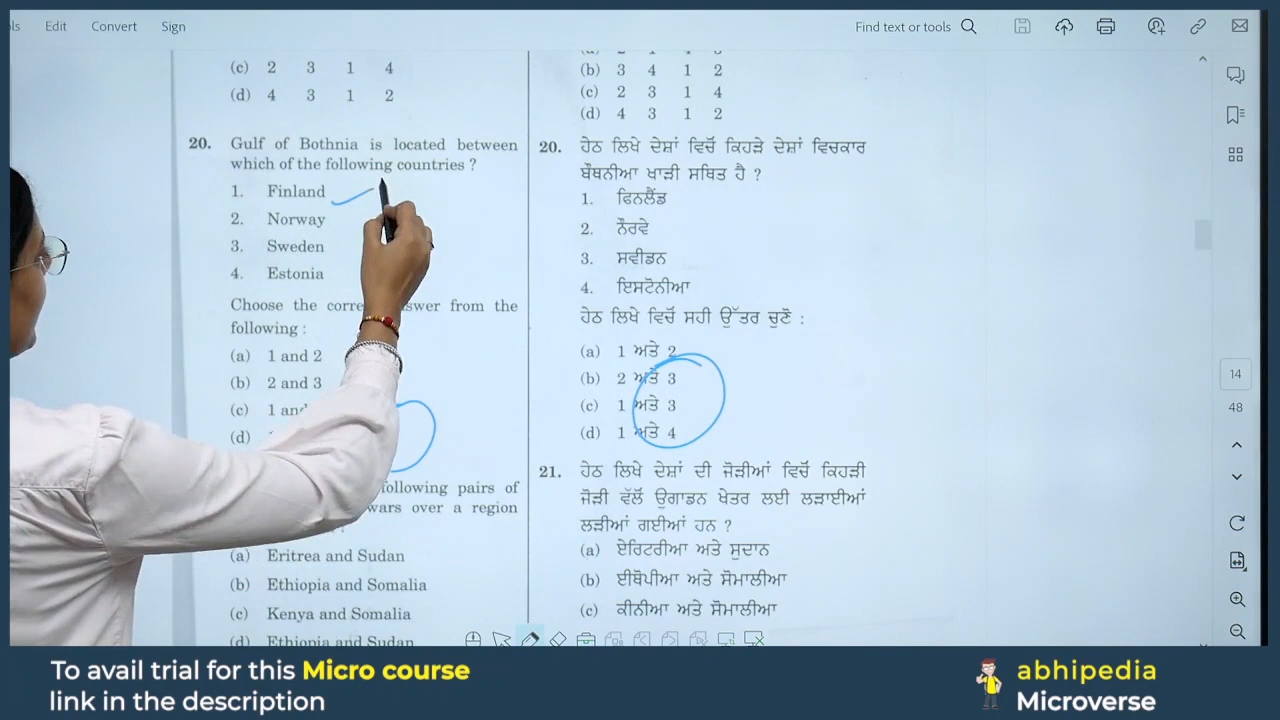 ols Edit Convert Sign Find text or tools
(c) 2 3 1 4
(d) 4 3 1 2
20. Gulf of Bothnia is located between
which of the following countries ?
1. Finland
2. Norway
3. Sweden
4. Estonia
Choose the answer from the
following :
(a) 1 and 2
(b) 2 and 3
(c) 1
(d)
following pairs of
wars over a region
(a) Eritrea and Sudan
(b) Ethiopia and Somalia
(c) Kenya and Somalia
(d) Ethiopia and Sudan
(b) 3 4 1 2
(c) 2 3 1 4
(d) 4 3 1 2
20. ਹੇਠ ਲਿਖੇ ਦੇਸ਼ਾਂ ਵਿਚੋਂ ਕਿਹੜੇ ਦੇਸ਼ਾਂ ਵਿਚਕਾਰ
ਬੌਥਨੀਆ ਖਾੜੀ ਸਥਿਤ ਹੈ ?
1. ਫਿਨਲੈਂਡ
2. ਨੌਰਵੇ
3. ਸਵੀਡਨ
4. ਇਸਟੋਨੀਆ
ਹੇਠ ਲਿਖੇ ਵਿਚੋਂ ਸਹੀ ਉੱਤਰ ਚੁਣੋ :
(a) 1 ਅਤੇ 2
(b) 2 ਅਤੇ 3
(c) 1 ਅਤੇ 3
(d) 1 ਅਤੇ 4
21. ਹੇਠ ਲਿਖੇ ਦੇਸ਼ਾਂ ਦੀ ਜੋੜੀਆਂ ਵਿਚੋਂ ਕਿਹੜੀ
ਜੋੜੀ ਵੱਲੋਂ ਉਗਾਡਨ ਖੇਤਰ ਲਈ ਲੜਾਈਆਂ
ਲੜੀਆਂ ਗਈਆਂ ਹਨ ?
(a) ਏਰਿਟਰੀਆ ਅਤੇ ਸੁਦਾਨ
(b) ਈਥੋਪੀਆ ਅਤੇ ਸੋਮਾਲੀਆ
(c) ਕੀਨੀਆ ਅਤੇ ਸੋਮਾਲੀਆ
14
48
To avail trial for this Micro course
link in the description
abhipedia
Microverse